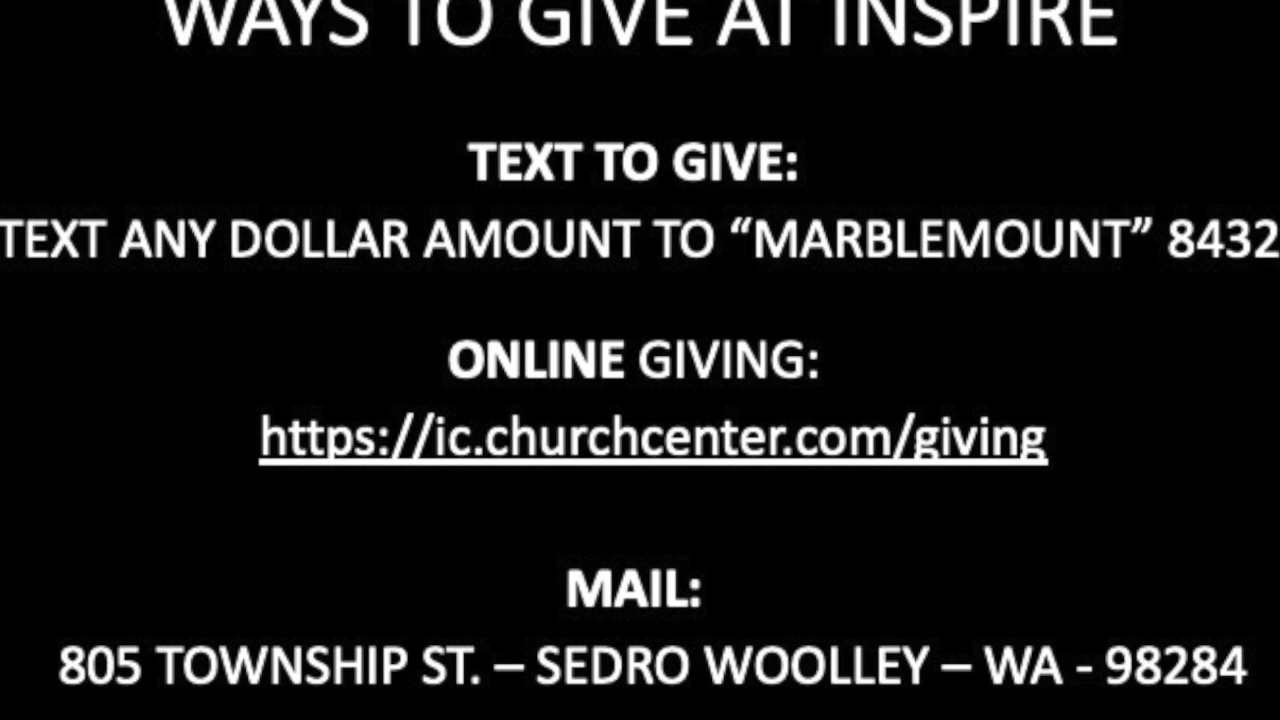 WAYS TO GIVE AT INSPIRE
TEXT TO GIVE:
TEXT ANY DOLLAR AMOUNT TO “MARBLEMOUNT” 8432
ONLINE GIVING:
https://ic.churchcenter.com/giving
MAIL:
805 TOWNSHIP ST. – SEDRO WOOLLEY – WA - 98284